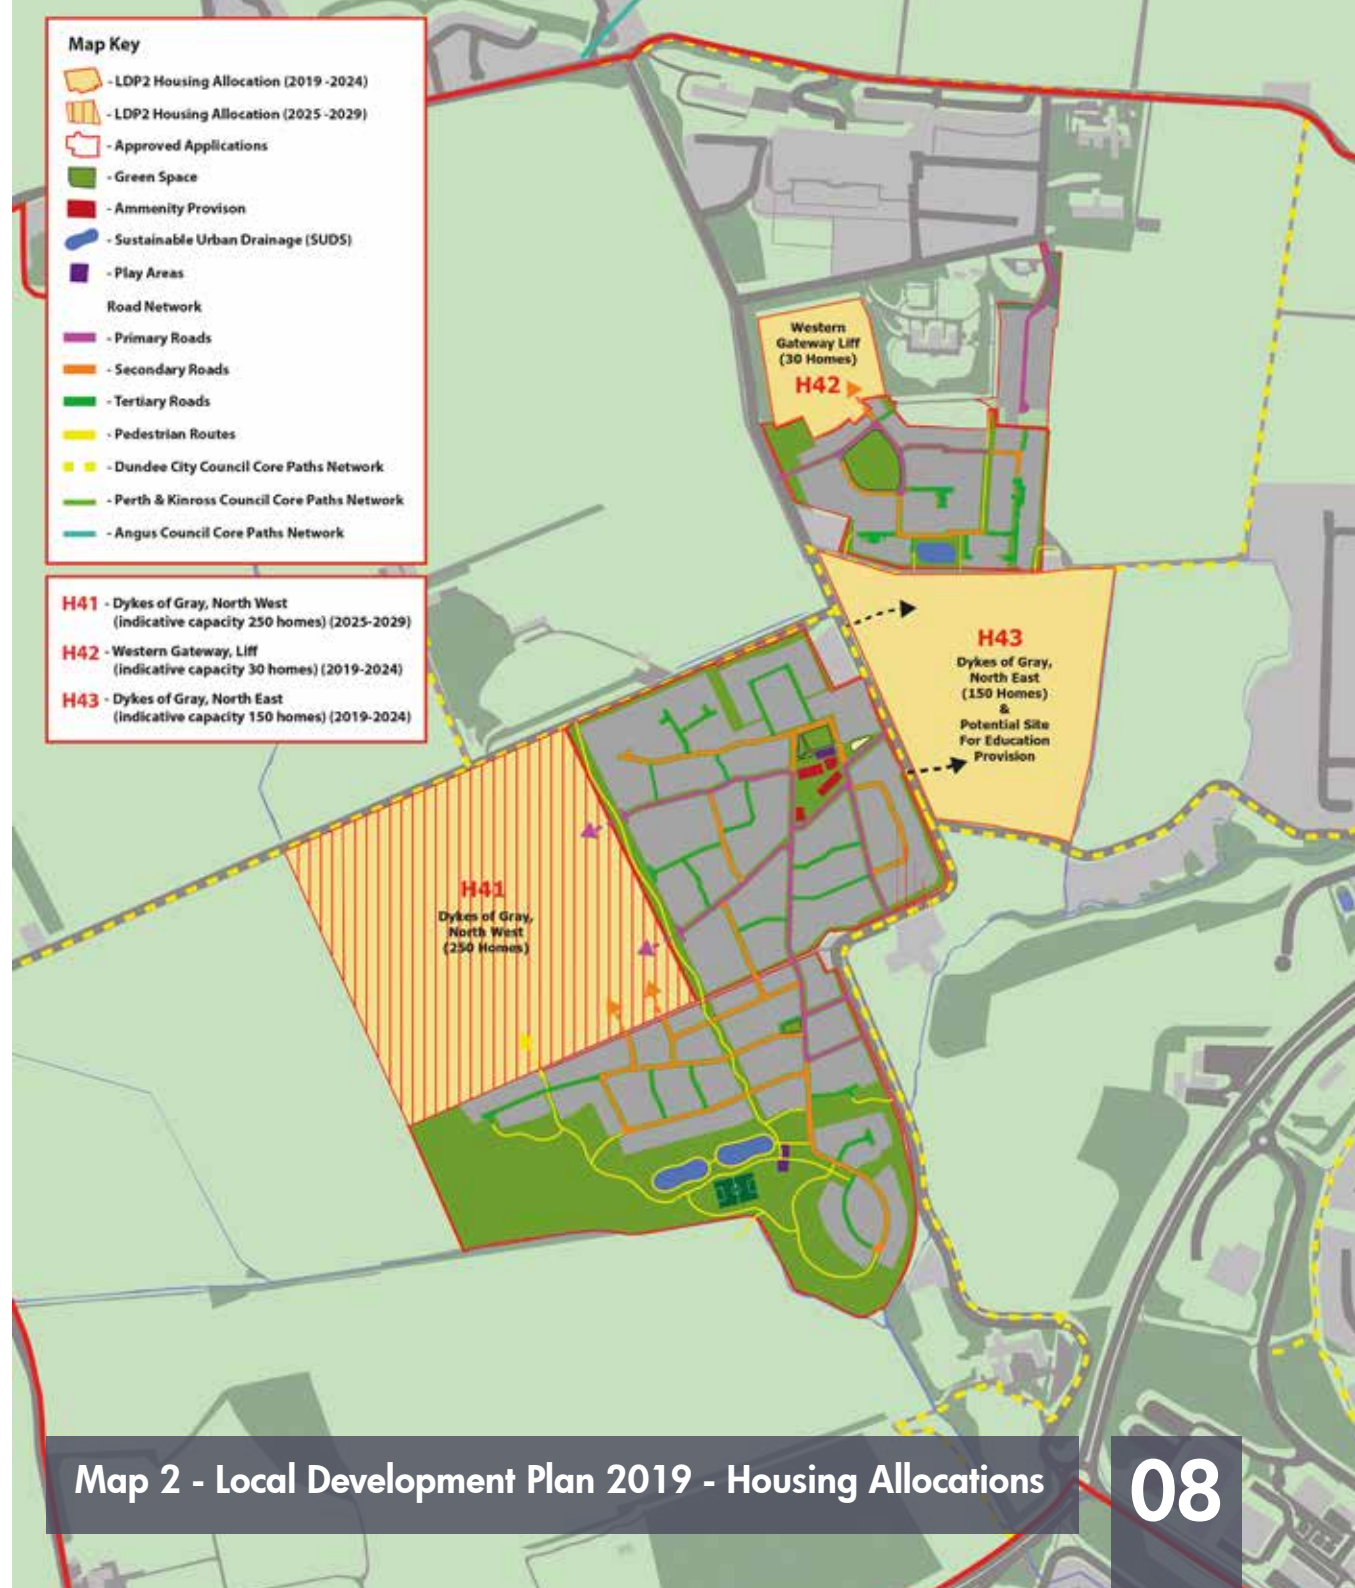 Map Key
- LDP2 Housing Allocation (2019 -2024)
- LDP2 Housing Allocation (2025 -2029)
- Approved Applications
- Green Space
- Ammenity Provison
- Sustainable Urban Drainage (SUDS)
- Play Areas
Road Network
- Primary Roads
- Secondary Roads
- Tertiary Roads
- Pedestrian Routes
- Dundee City Council Core Paths Network
- Perth & Kinross Council Core Paths Network
- Angus Council Core Paths Network
H41 - Dykes of Gray, North West
(indicative capacity 250 homes) (2025-2029)
H42 - Western Gateway, Liff
(indicative capacity 30 homes) (2019-2024)
H43 - Dykes of Gray, North East
(indicative capacity 150 homes) (2019-2024)
Western
Gateway Liff
(30 Homes)
H42
H43
Dykes of Gray,
North East
(150 Homes)
&
Potential Site
For Education
Provision
H41
Dykes of Gray,
North West
(250 Homes)
Map 2 - Local Development Plan 2019 - Housing Allocations
08